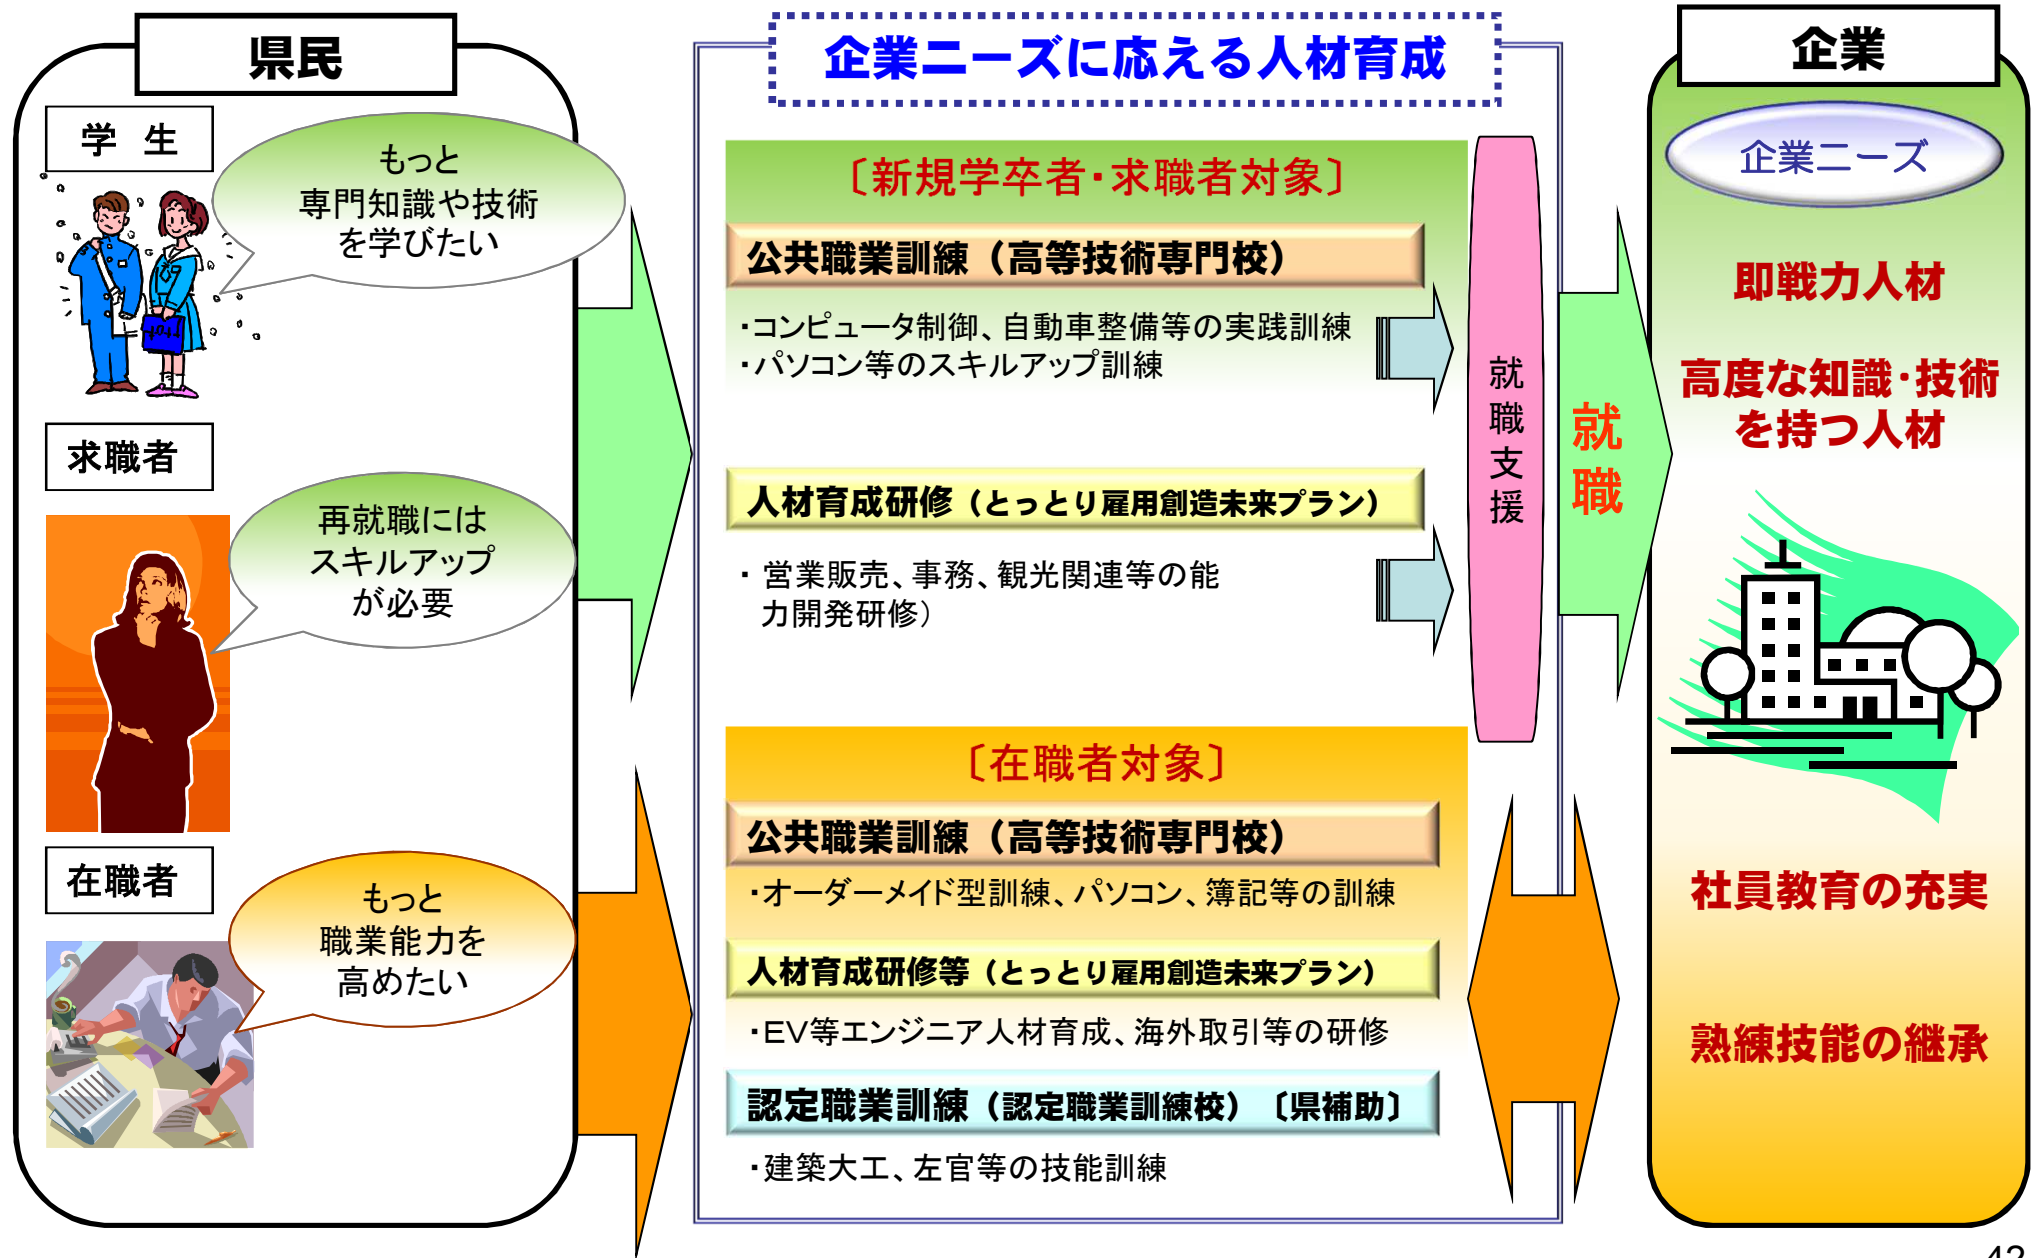 県民
学 生
もっと
専門知識や技術
を学びたい
求職者
再就職には
スキルアップ
が必要
在職者
もっと
職業能力を
高めたい
企業ニーズに応える人材育成
〔新規学卒者・求職者対象〕
公共職業訓練（高等技術専門校）
・コンピュータ制御、自動車整備等の実践訓練
・パソコン等のスキルアップ訓練
人材育成研修（とっとり雇用創造未来プラン）
・ 営業販売、事務、観光関連等の能
力開発研修）
就職支援
就職
〔在職者対象〕
公共職業訓練（高等技術専門校）
・オーダーメイド型訓練、パソコン、簿記等の訓練
人材育成研修等（とっとり雇用創造未来プラン）
・EV等エンジニア人材育成、海外取引等の研修
認定職業訓練（認定職業訓練校）〔県補助〕
・建築大工、左官等の技能訓練
企業
企業ニーズ
即戦力人材
高度な知識・技術
を持つ人材
社員教育の充実
熟練技能の継承
42